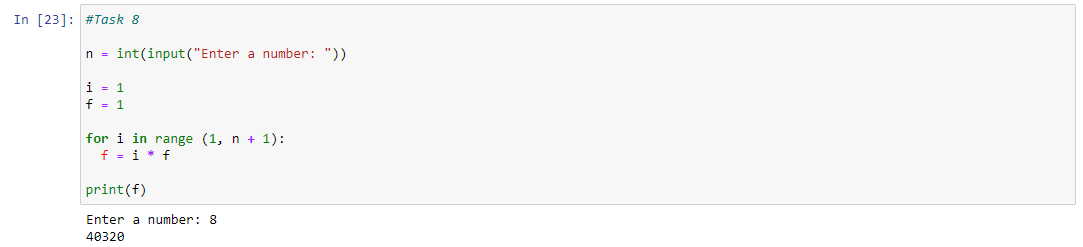 In [23]: #Task 8
n = int(input("Enter a number: "))
i = 1
f = 1
for i in range (1, n + 1):
  f = i * f
print(f)
Enter a number: 8
40320